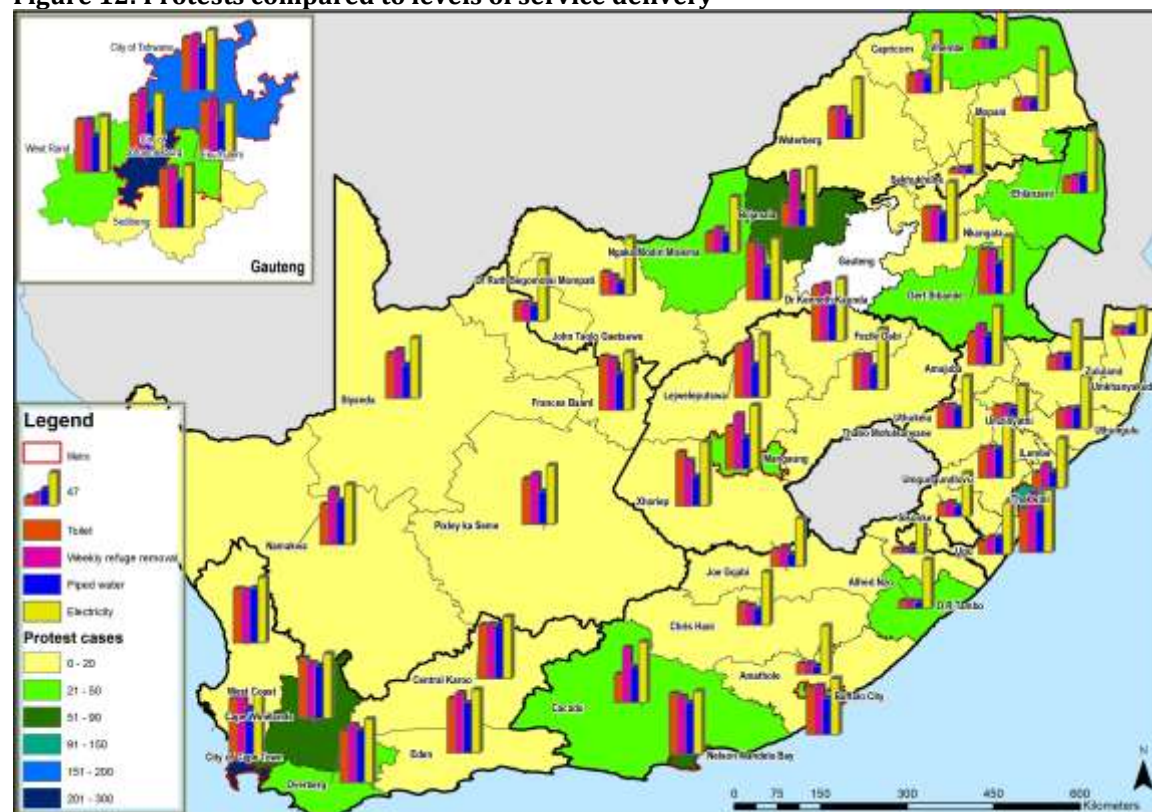 Figure 12: Protests compared to levels of service delivery
City of Tshwane
West Rand
Sedibeng
Gauteng
Capricorn
Vhembe
Mopani
Waterberg
Sekhukhune
Ehlanzeni
Bojanala
Nkangala
Ngaka Modiri Molema
Gauteng
Gert Sibande
Dr Ruth Segomotsi Mompati
Dr Kenneth Kaunda
John Taolo Gaetsewe
Fezile Dabi
Amajuba
Zululand
Umkhanyakude
Siyanda
Frances Baard
Lejweleputswa
Uthukela
Umzinyathi
Uthungulu
Thabo Mofutsanyane
Mangaung
iLembe
Umgungundlovu
Xhariep
Pixley ka Seme
Namakwa
eThekwini
Sisonke
Ugu
Joe Gqabi
Alfred Nzo
O.R.Tambo
Chris Hani
Central Karoo
Amathole
West Coast
Cape Winelands
Cacadu
Buffalo City
City of Cape Town
Eden
Nelson Mandela Bay
Overberg
Legend
Metro
47
Toilet
Weekly refuge removal
Piped water
Electricity
Protest cases
0 - 20
21 - 50
51 - 90
91 - 150
151 - 200
201 - 300
N
0 75 150 300 450 600
Kilometers